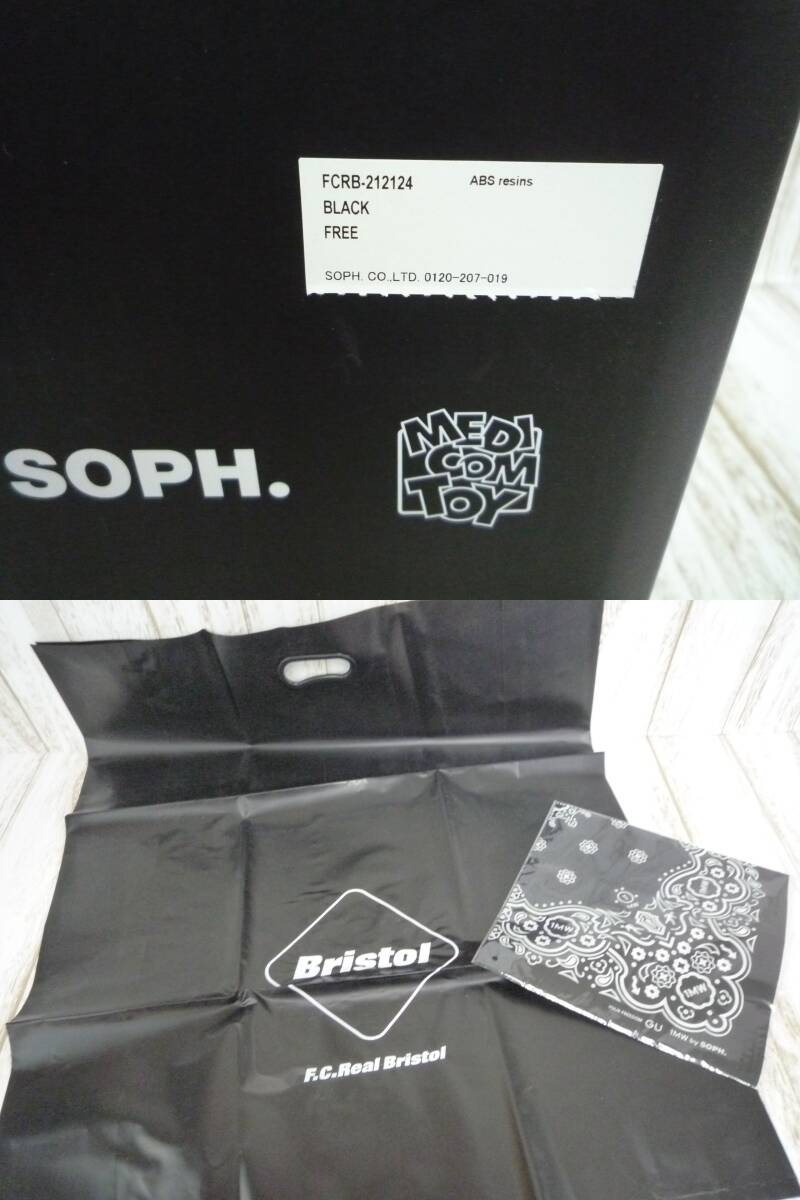 FCRB-212124 ABS resins
BLACK
FREE
SOPH. CO.,LTD. 0120-207-019
SOPH.
MEDI
COM
TOY
Bristol
F.C.Real Bristol
1MW
1MW
GU 1MW by SOPH.